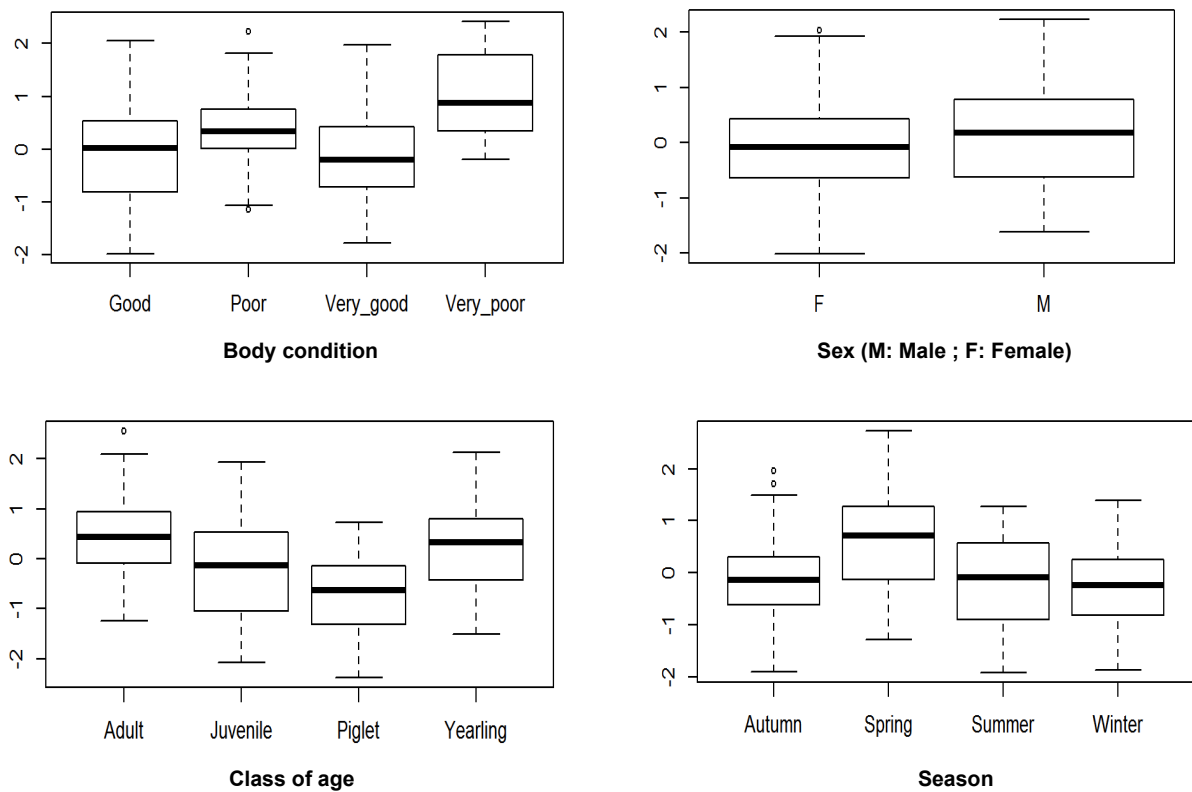 2
1
0
-1
-2
Good Poor Very_good Very_poor
Body condition
2
1
0
-1
-2
F M
Sex (M: Male ; F: Female)
2
1
0
-1
-2
Adult Juvenile Piglet Yearling
Class of age
2
1
0
-1
-2
Autumn Spring Summer Winter
Season